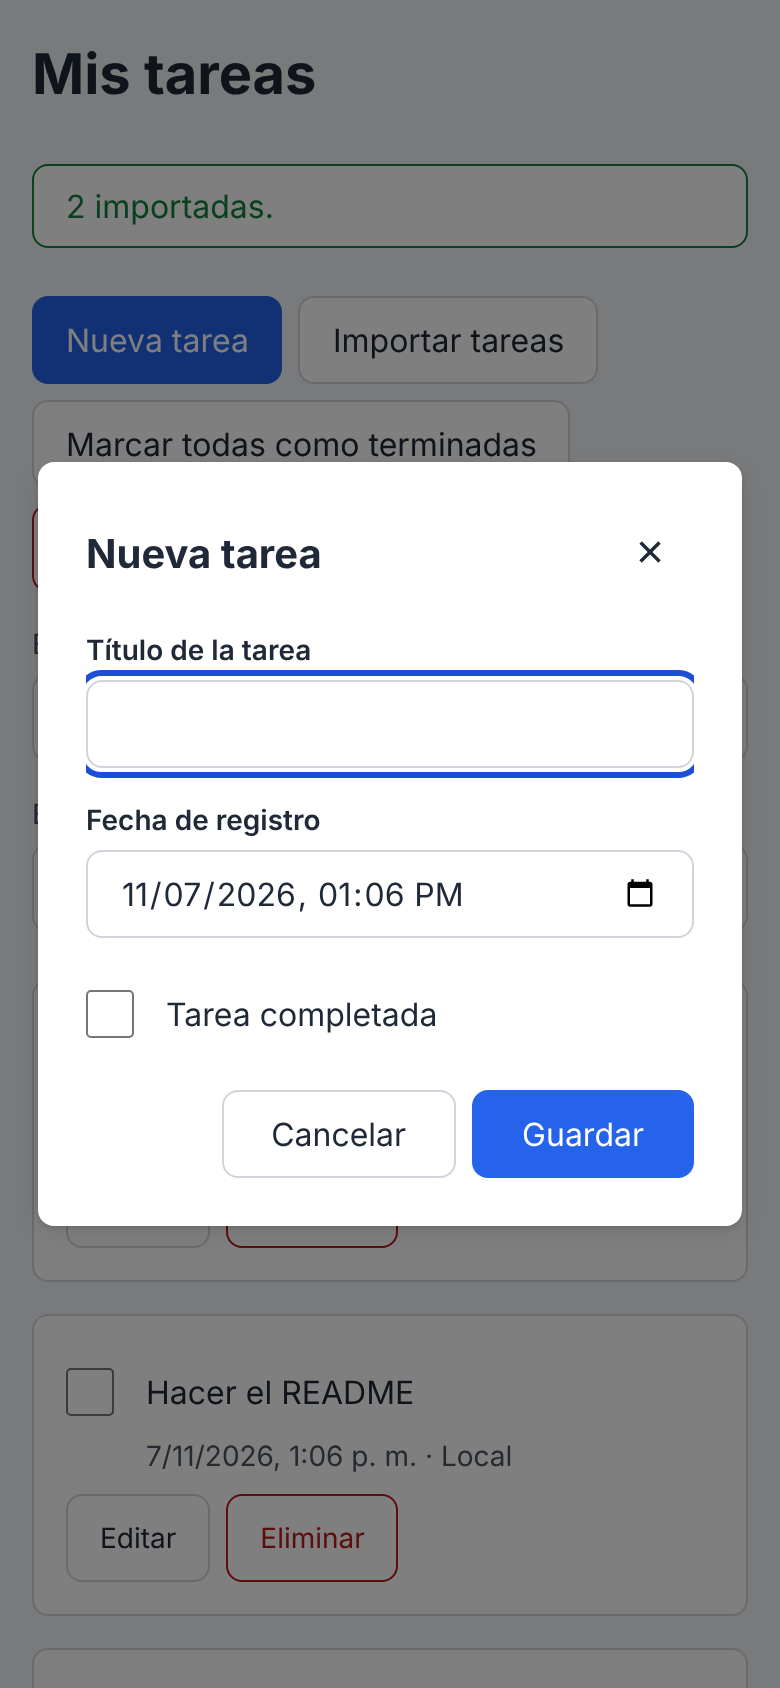 Mis tareas
2 importadas.
Nueva tarea
Importar tareas
Marcar todas como terminadas
Nueva tarea
×
Título de la tarea
Fecha de registro
11/07/2026, 01:06 PM
Tarea completada
Cancelar
Guardar
Hacer el README
7/11/2026, 1:06 p. m. · Local
Editar
Eliminar